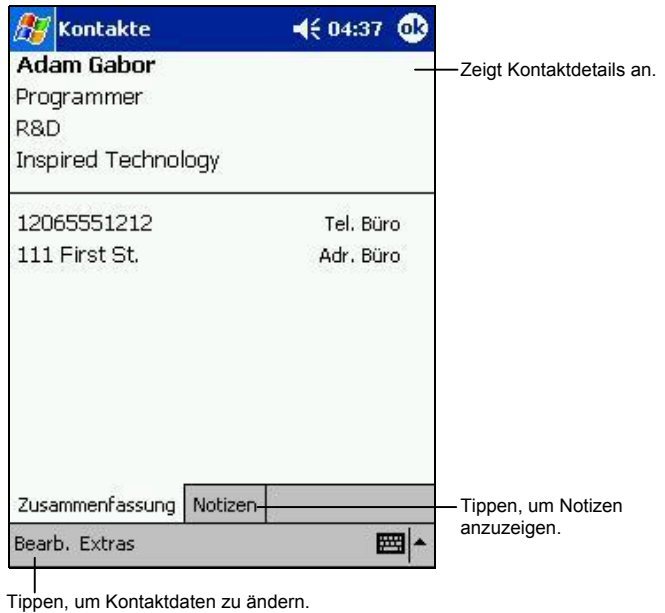 Kontakte 04:37 ok
Adam Gabor
Zeigt Kontaktdetails an.
Programmer
R&D
Inspired Technology
12065551212 Tel. Büro
111 First St. Adr. Büro
Zusammenfassung Notizen
Tippen, um Notizen
anzuzeigen.
Bearb. Extras
Tippen, um Kontaktdaten zu ändern.